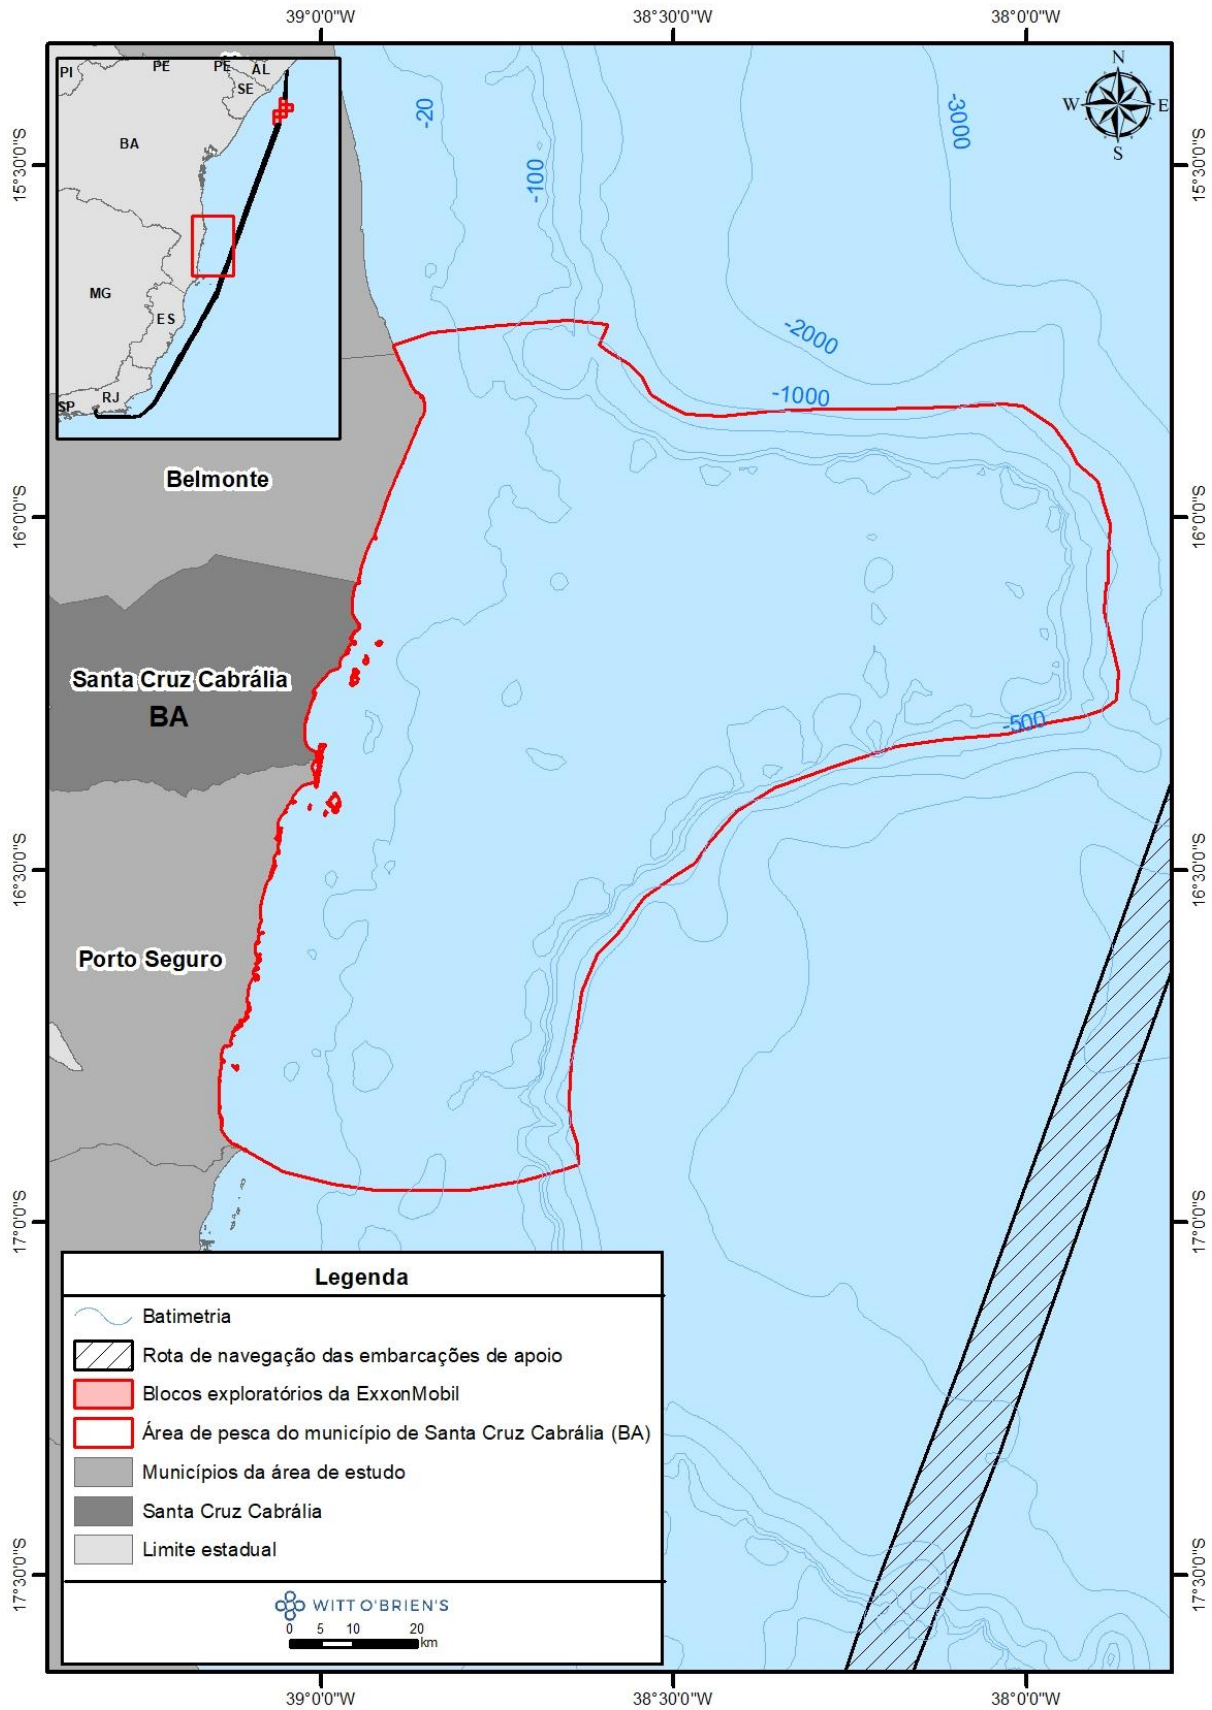 39°0'0"W
38°30'0"W
38°0'0"W
15°30'0"S
16°0'0"S
16°30'0"S
17°0'0"S
17°30'0"S
15°30'0"S
16°0'0"S
16°30'0"S
17°0'0"S
17°30'0"S
PI
PE
PE
AL
SE
BA
MG
ES
RJ
SP
N
W
E
S
-20
-100
-3000
-2000
-1000
-500
Belmonte
Santa Cruz Cabrália
BA
Porto Seguro
Legenda
Batimetria
Rota de navegação das embarcações de apoio
Blocos exploratórios da ExxonMobil
Área de pesca do município de Santa Cruz Cabrália (BA)
Municípios da área de estudo
Santa Cruz Cabrália
Limite estadual
WITT O'BRIEN'S
0 5 10 20
km
39°0'0"W
38°30'0"W
38°0'0"W